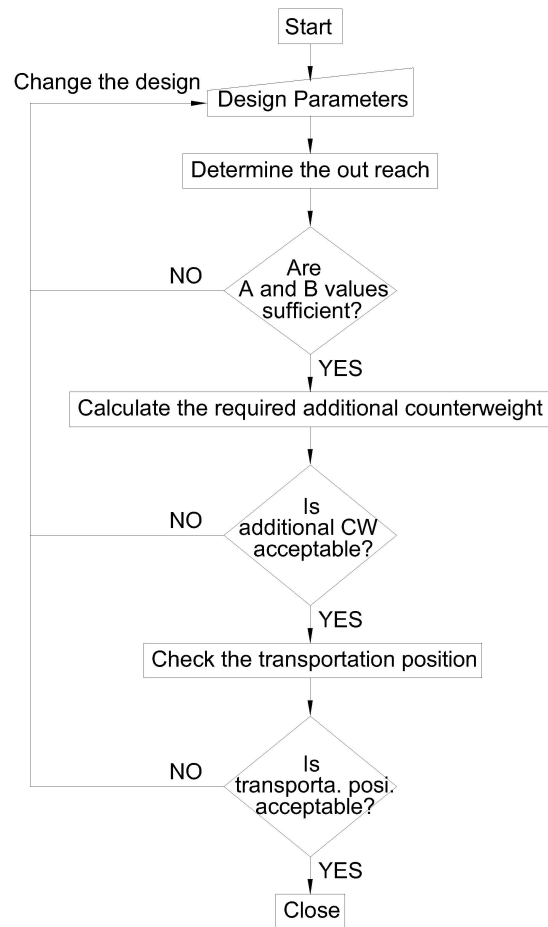 Start
Change the design
Design Parameters
Determine the out reach
NO
Are
A and B values
sufficient?
YES
Calculate the required additional counterweight
NO
Is
additional CW
acceptable?
YES
Check the transportation position
NO
Is
transporta. posi.
acceptable?
YES
Close